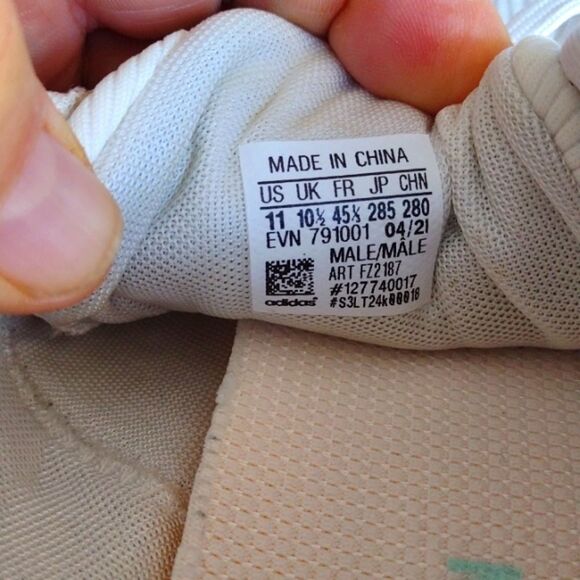 MADE IN CHINA
US UK FR JP CHN
11 10½ 45⅓ 285 280
EVN 791001 04/21
MALE/MÂLE
ART FZ2187
#127740017
adidas® #S3LT24k00016